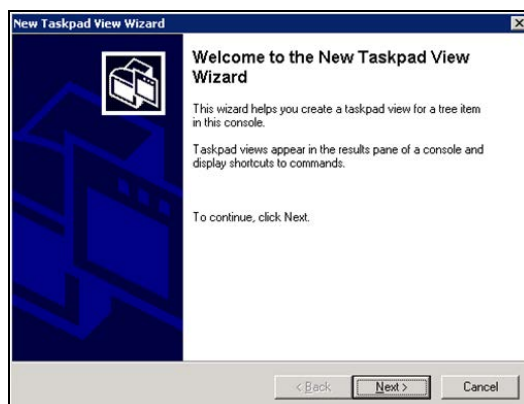 New Taskpad View Wizard
Welcome to the New Taskpad View
Wizard
This wizard helps you create a taskpad view for a tree item
in this console.
Taskpad views appear in the results pane of a console and
display shortcuts to commands.
To continue, click Next.
< Back
Next >
Cancel